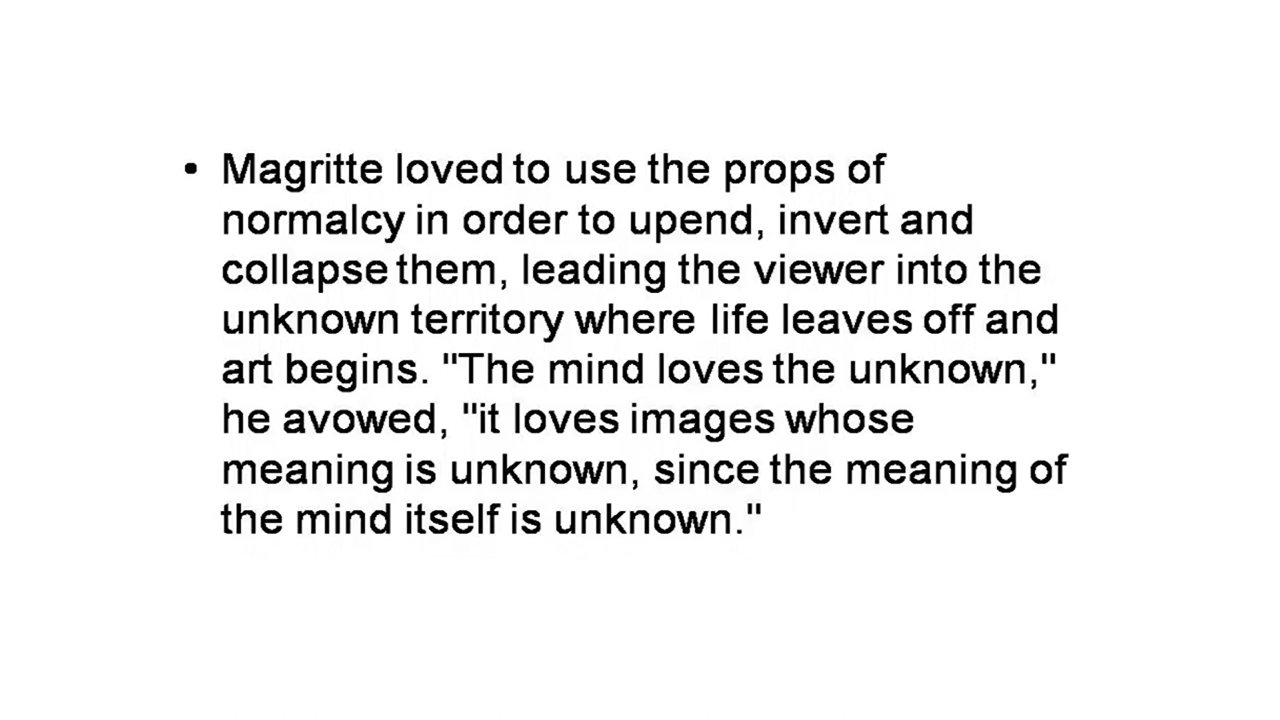 • Magritte loved to use the props of
normalcy in order to upend, invert and
collapse them, leading the viewer into the
unknown territory where life leaves off and
art begins. "The mind loves the unknown,"
he avowed, "it loves images whose
meaning is unknown, since the meaning of
the mind itself is unknown."